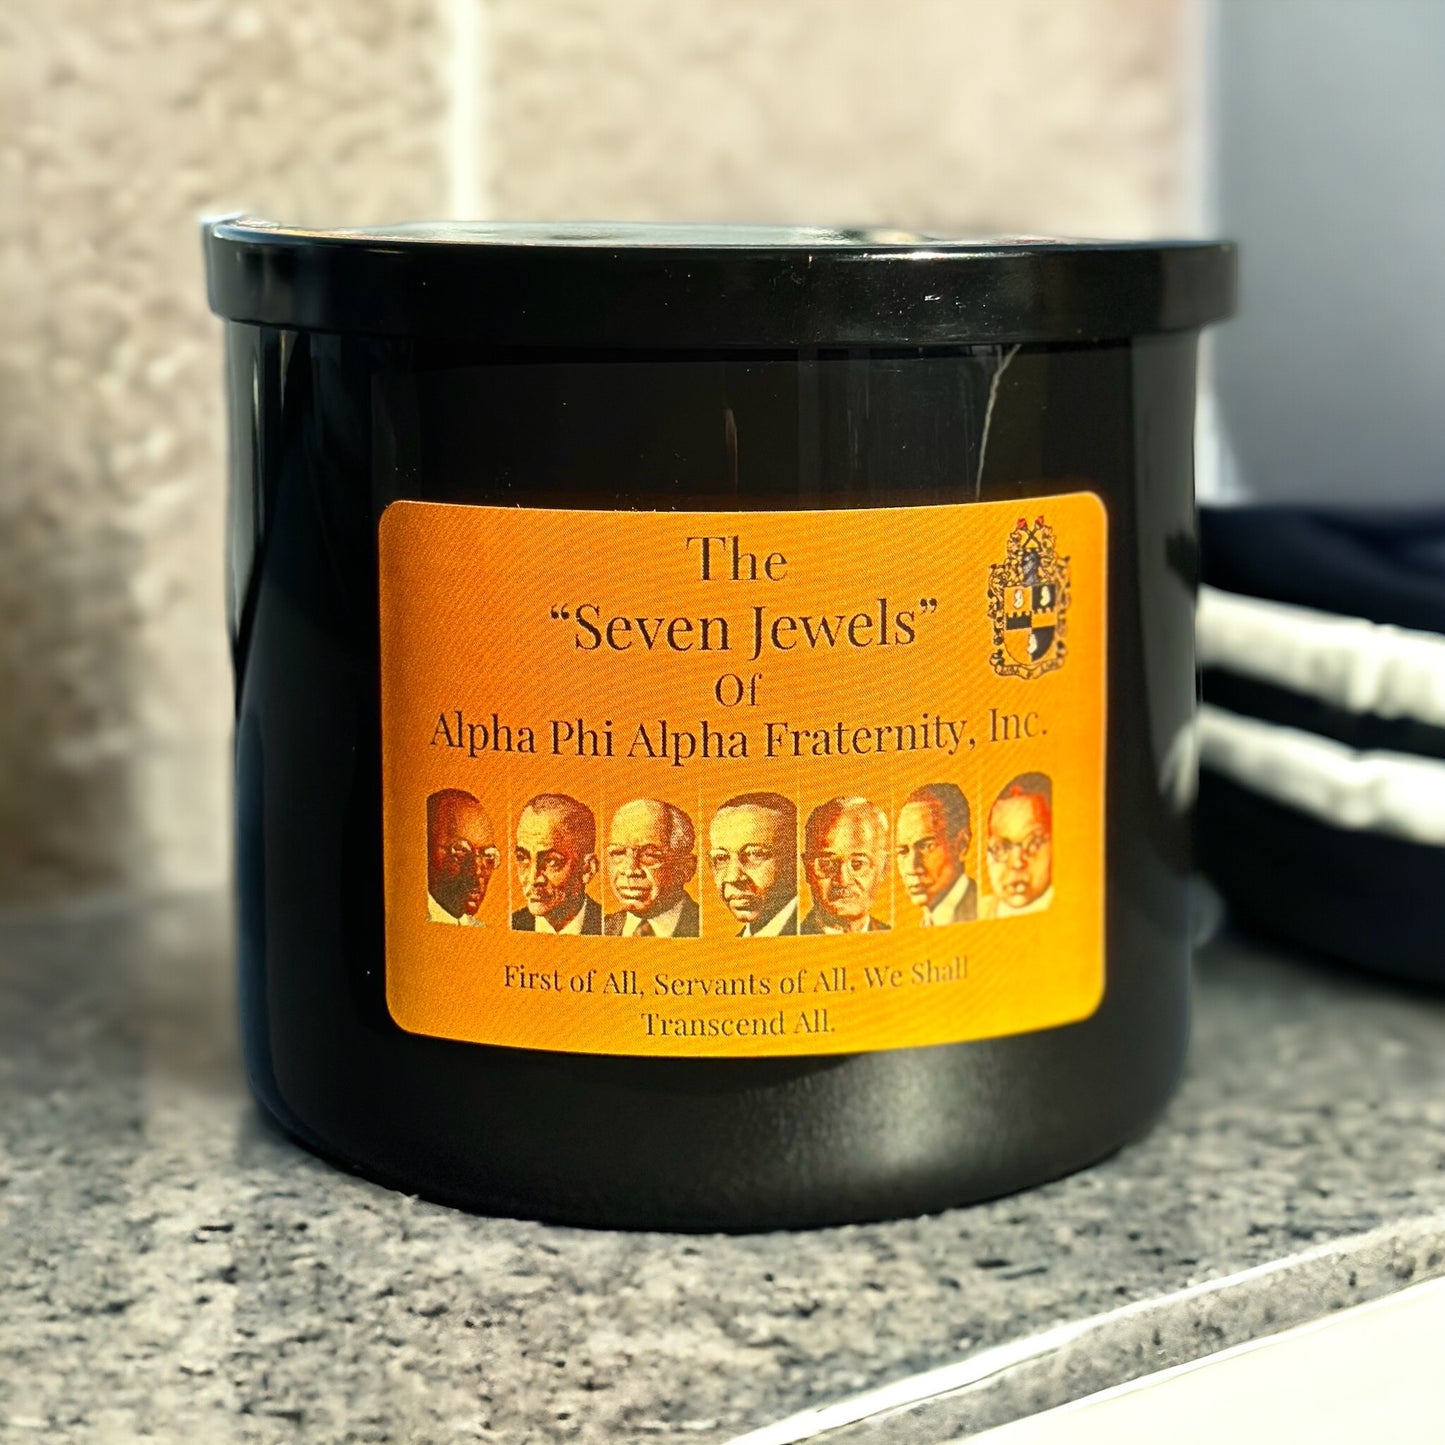 The
“Seven Jewels”
Of
Alpha Phi Alpha Fraternity, Inc.
First of All, Servants of All, We Shall
Transcend All.